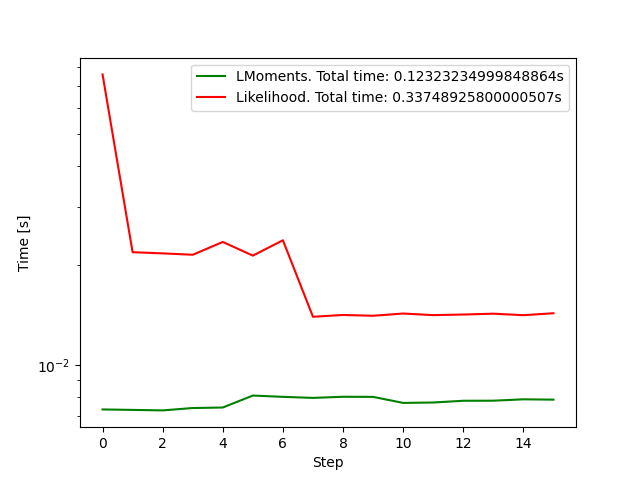 LMoments. Total time: 0.12323234999848864s
Likelihood. Total time: 0.33748925800000507s
Time [s]
10⁻²
0 2 4 6 8 10 12 14
Step